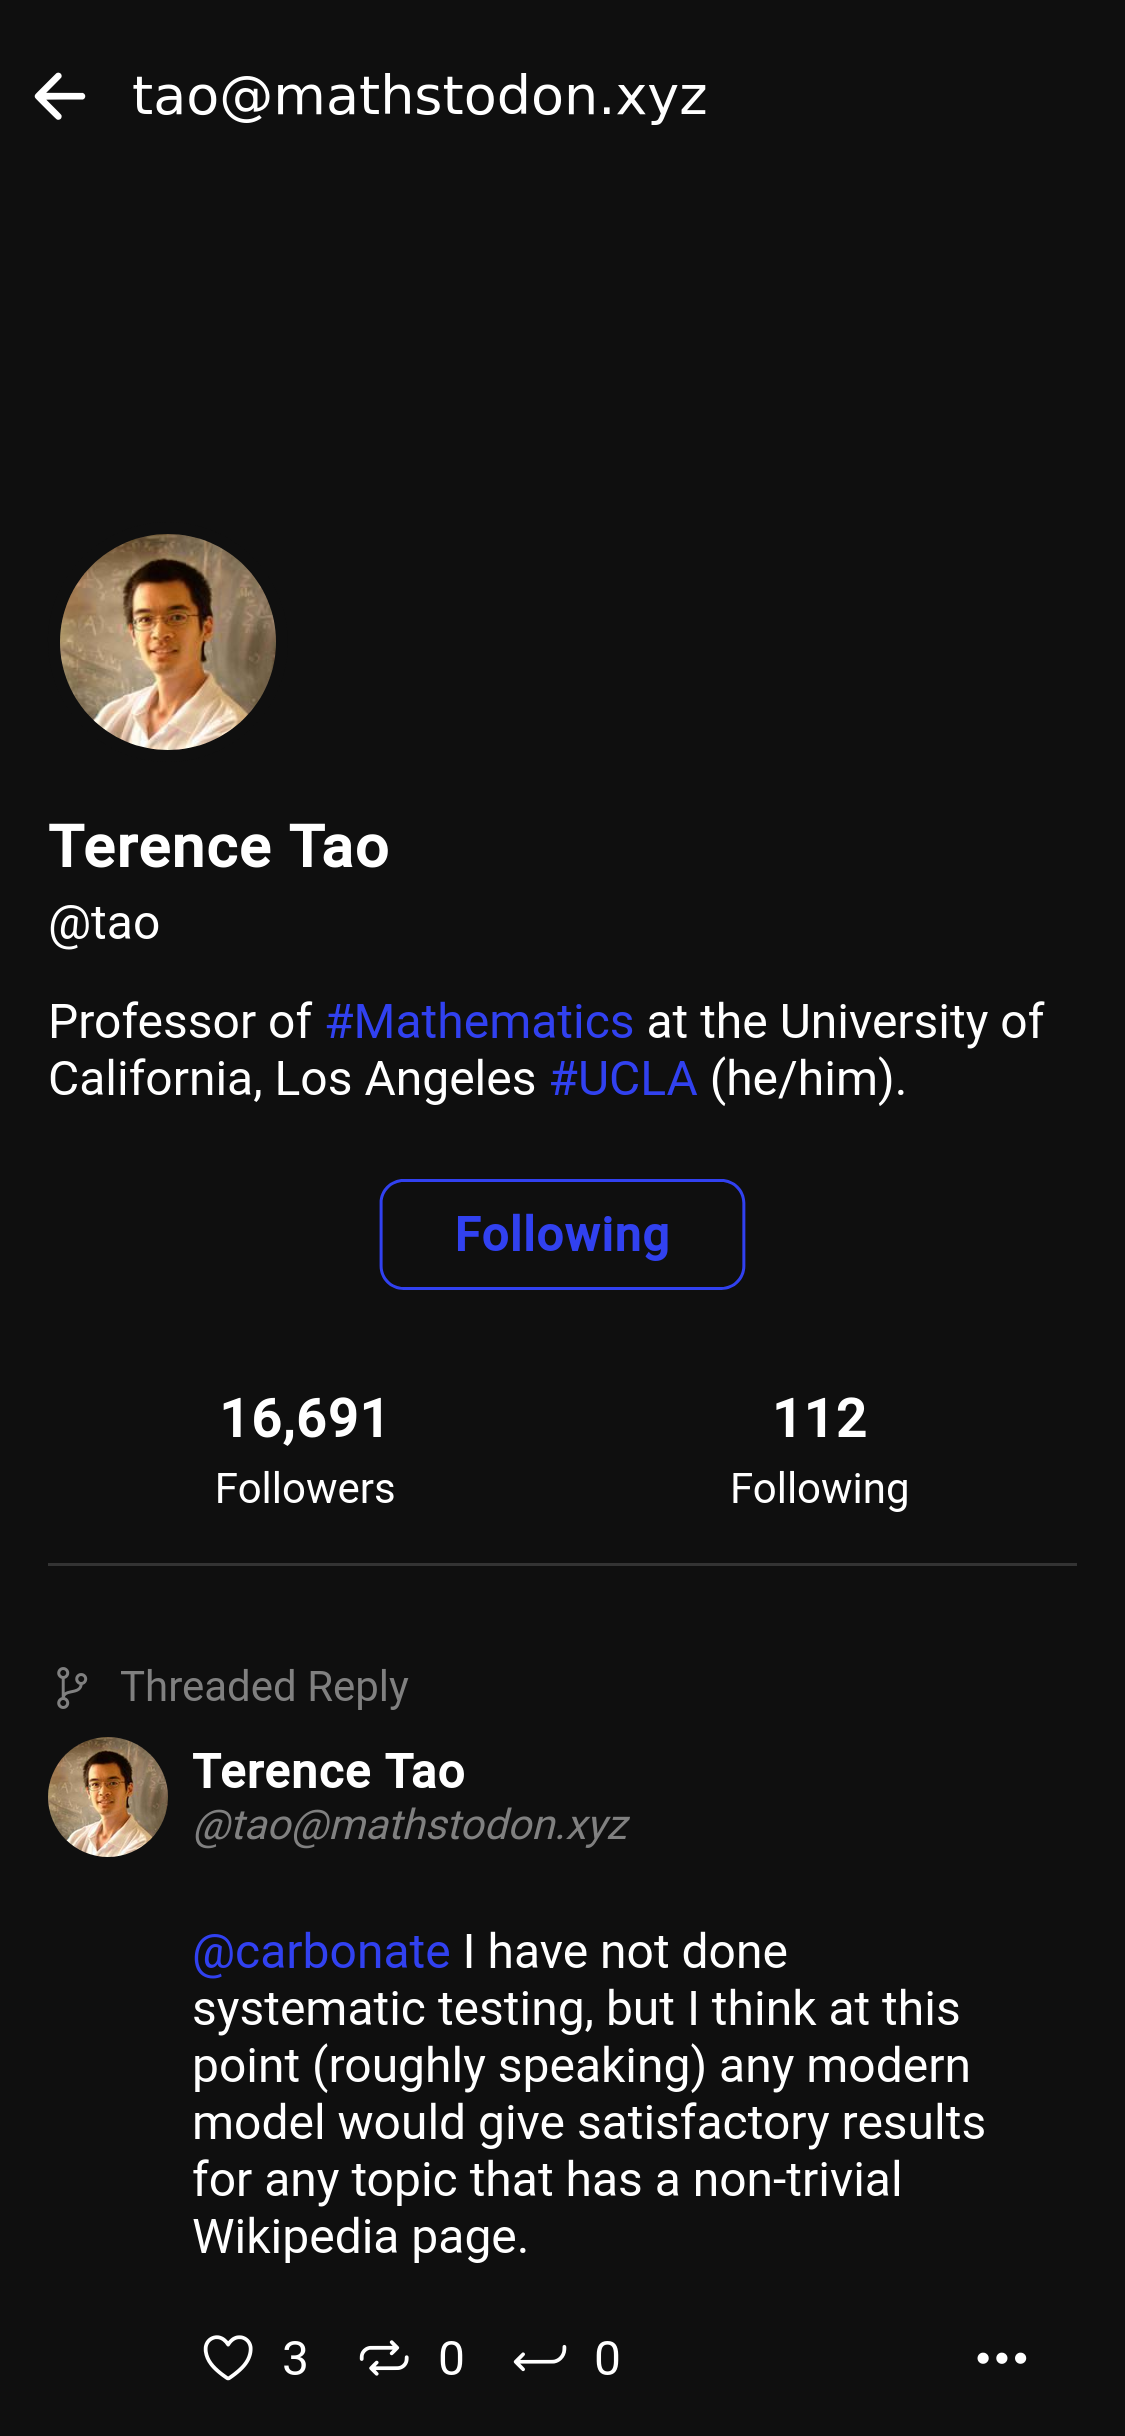 tao@mathstodon.xyz
Terence Tao
@tao
Professor of #Mathematics at the University of
California, Los Angeles #UCLA (he/him).
Following
16,691 112
Followers Following
Threaded Reply
Terence Tao
@tao@mathstodon.xyz
@carbonate I have not done
systematic testing, but I think at this
point (roughly speaking) any modern
model would give satisfactory results
for any topic that has a non-trivial
Wikipedia page.
3 0 0